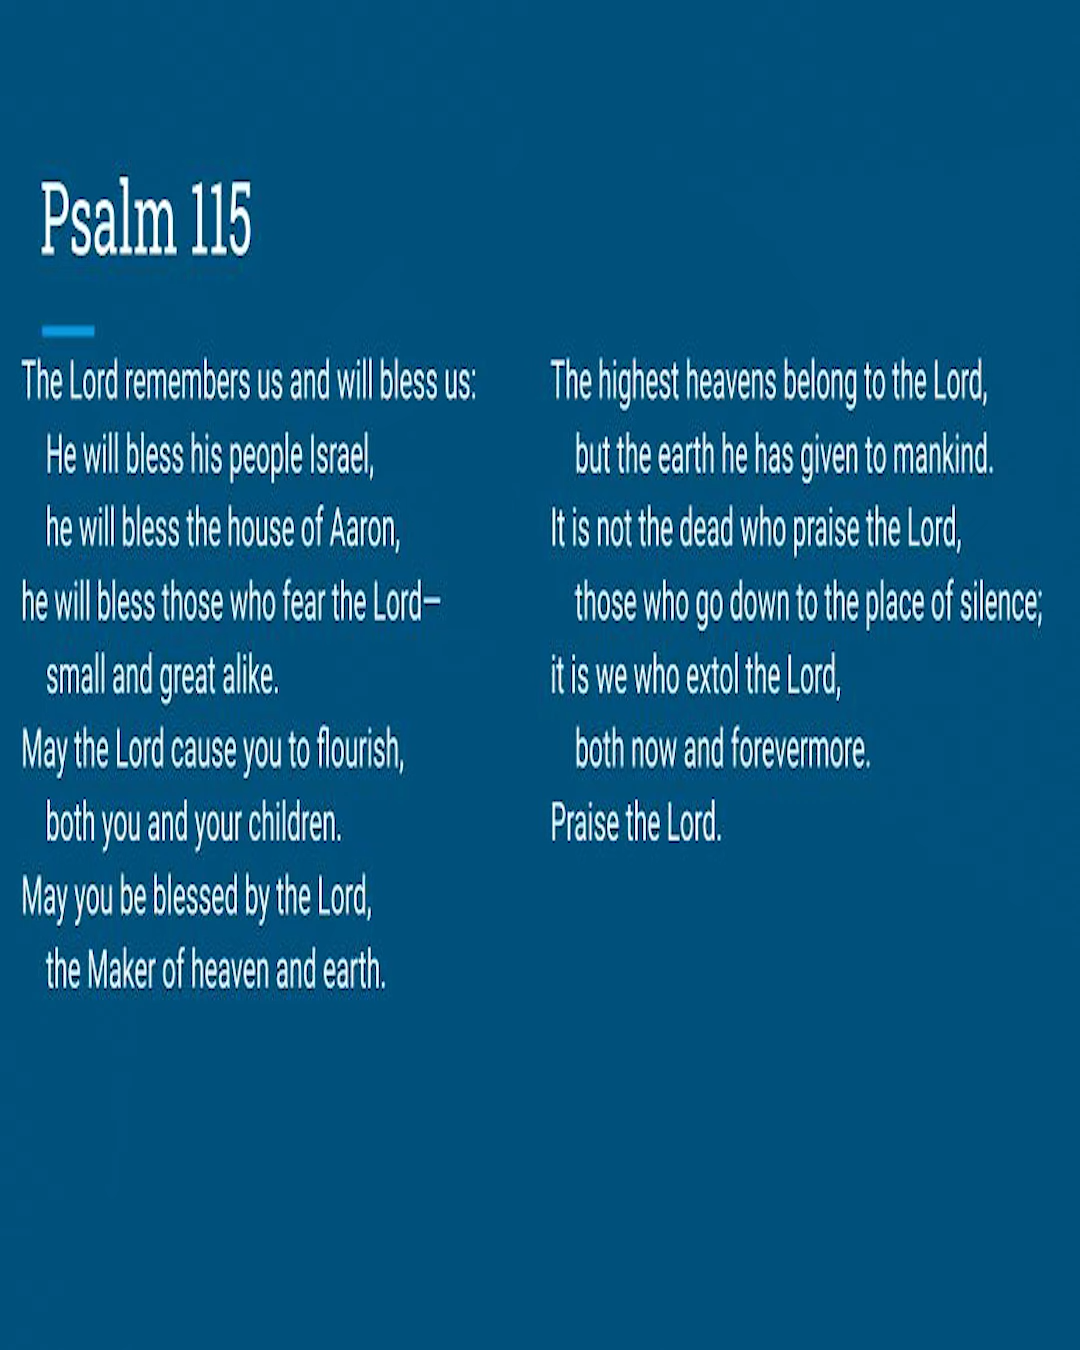 Psalm 115
The Lord remembers us and will bless us:
He will bless his people Israel,
he will bless the house of Aaron,
he will bless those who fear the Lord—
small and great alike.
May the Lord cause you to flourish,
both you and your children.
May you be blessed by the Lord,
the Maker of heaven and earth.
The highest heavens belong to the Lord,
but the earth he has given to mankind.
It is not the dead who praise the Lord,
those who go down to the place of silence;
it is we who extol the Lord,
both now and forevermore.
Praise the Lord.